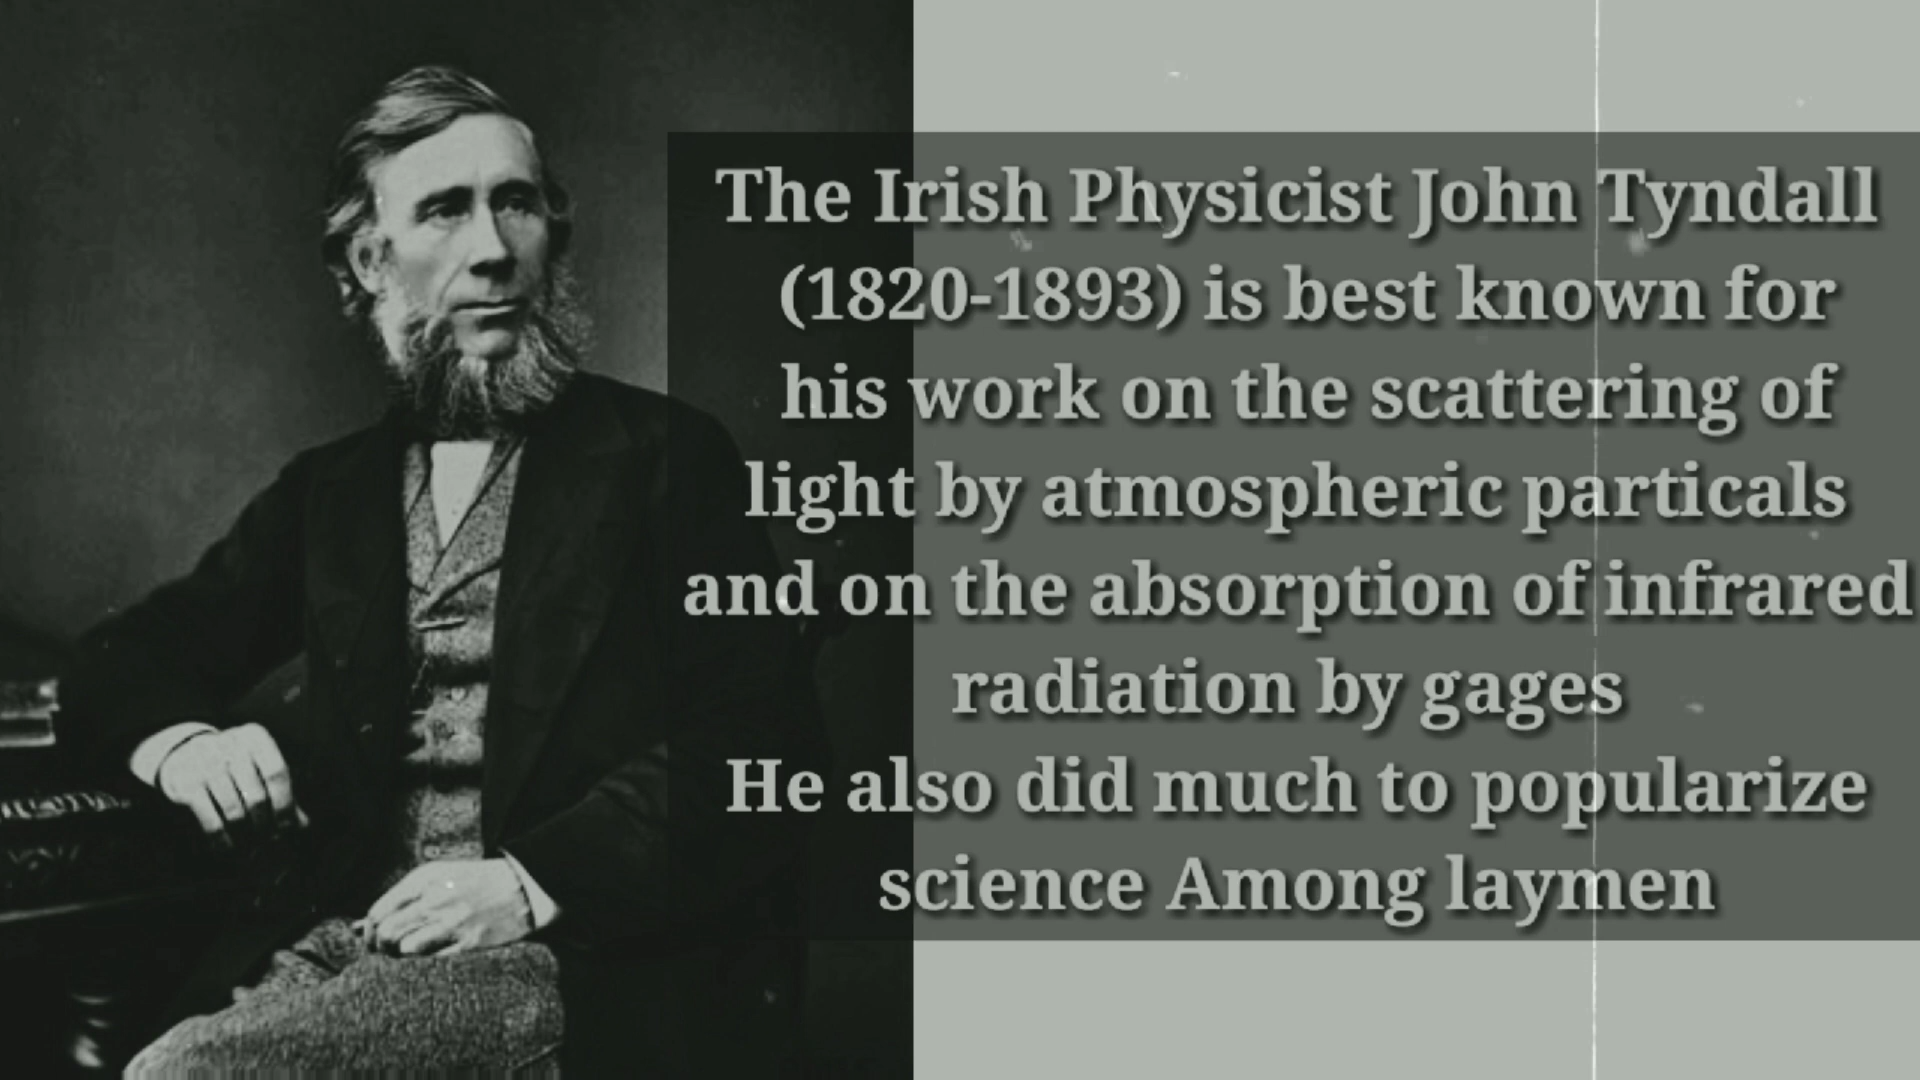 The Irish Physicist John Tyndall
(1820-1893) is best known for
his work on the scattering of
light by atmospheric particals
and on the absorption of infrared
radiation by gages
He also did much to popularize
science Among laymen